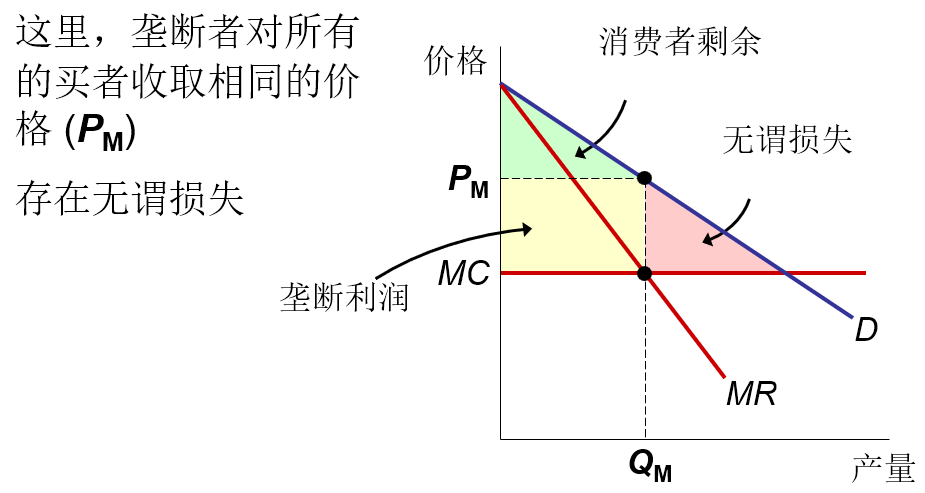 这里，垄断者对所有
的买者收取相同的价
格 (PM)
存在无谓损失
价格
消费者剩余
无谓损失
PM
MC
垄断利润
D
MR
QM
产量